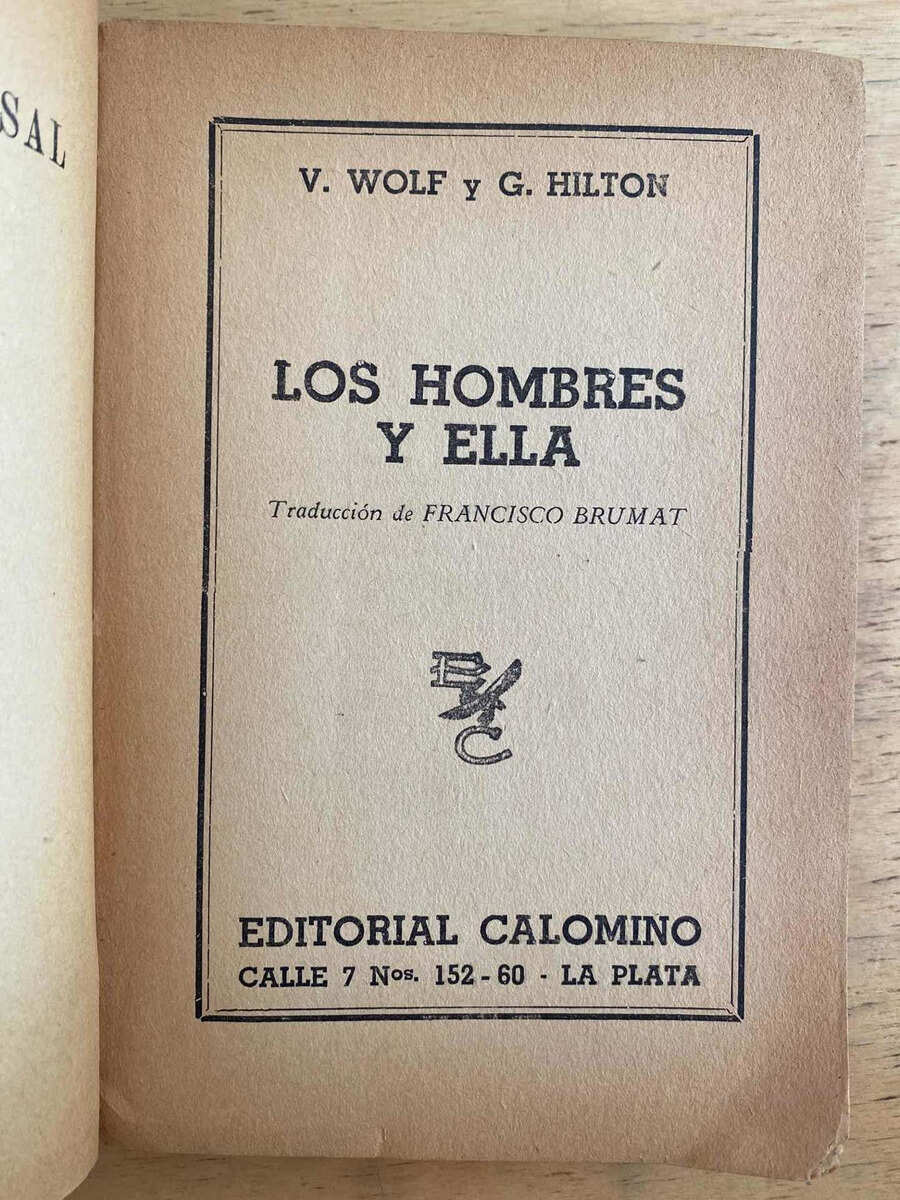 SAL
V. WOLF y G. HILTON
LOS HOMBRES
Y ELLA
Traducción de FRANCISCO BRUMAT
E
C
EDITORIAL CALOMINO
CALLE 7 Nos. 152-60 - LA PLATA